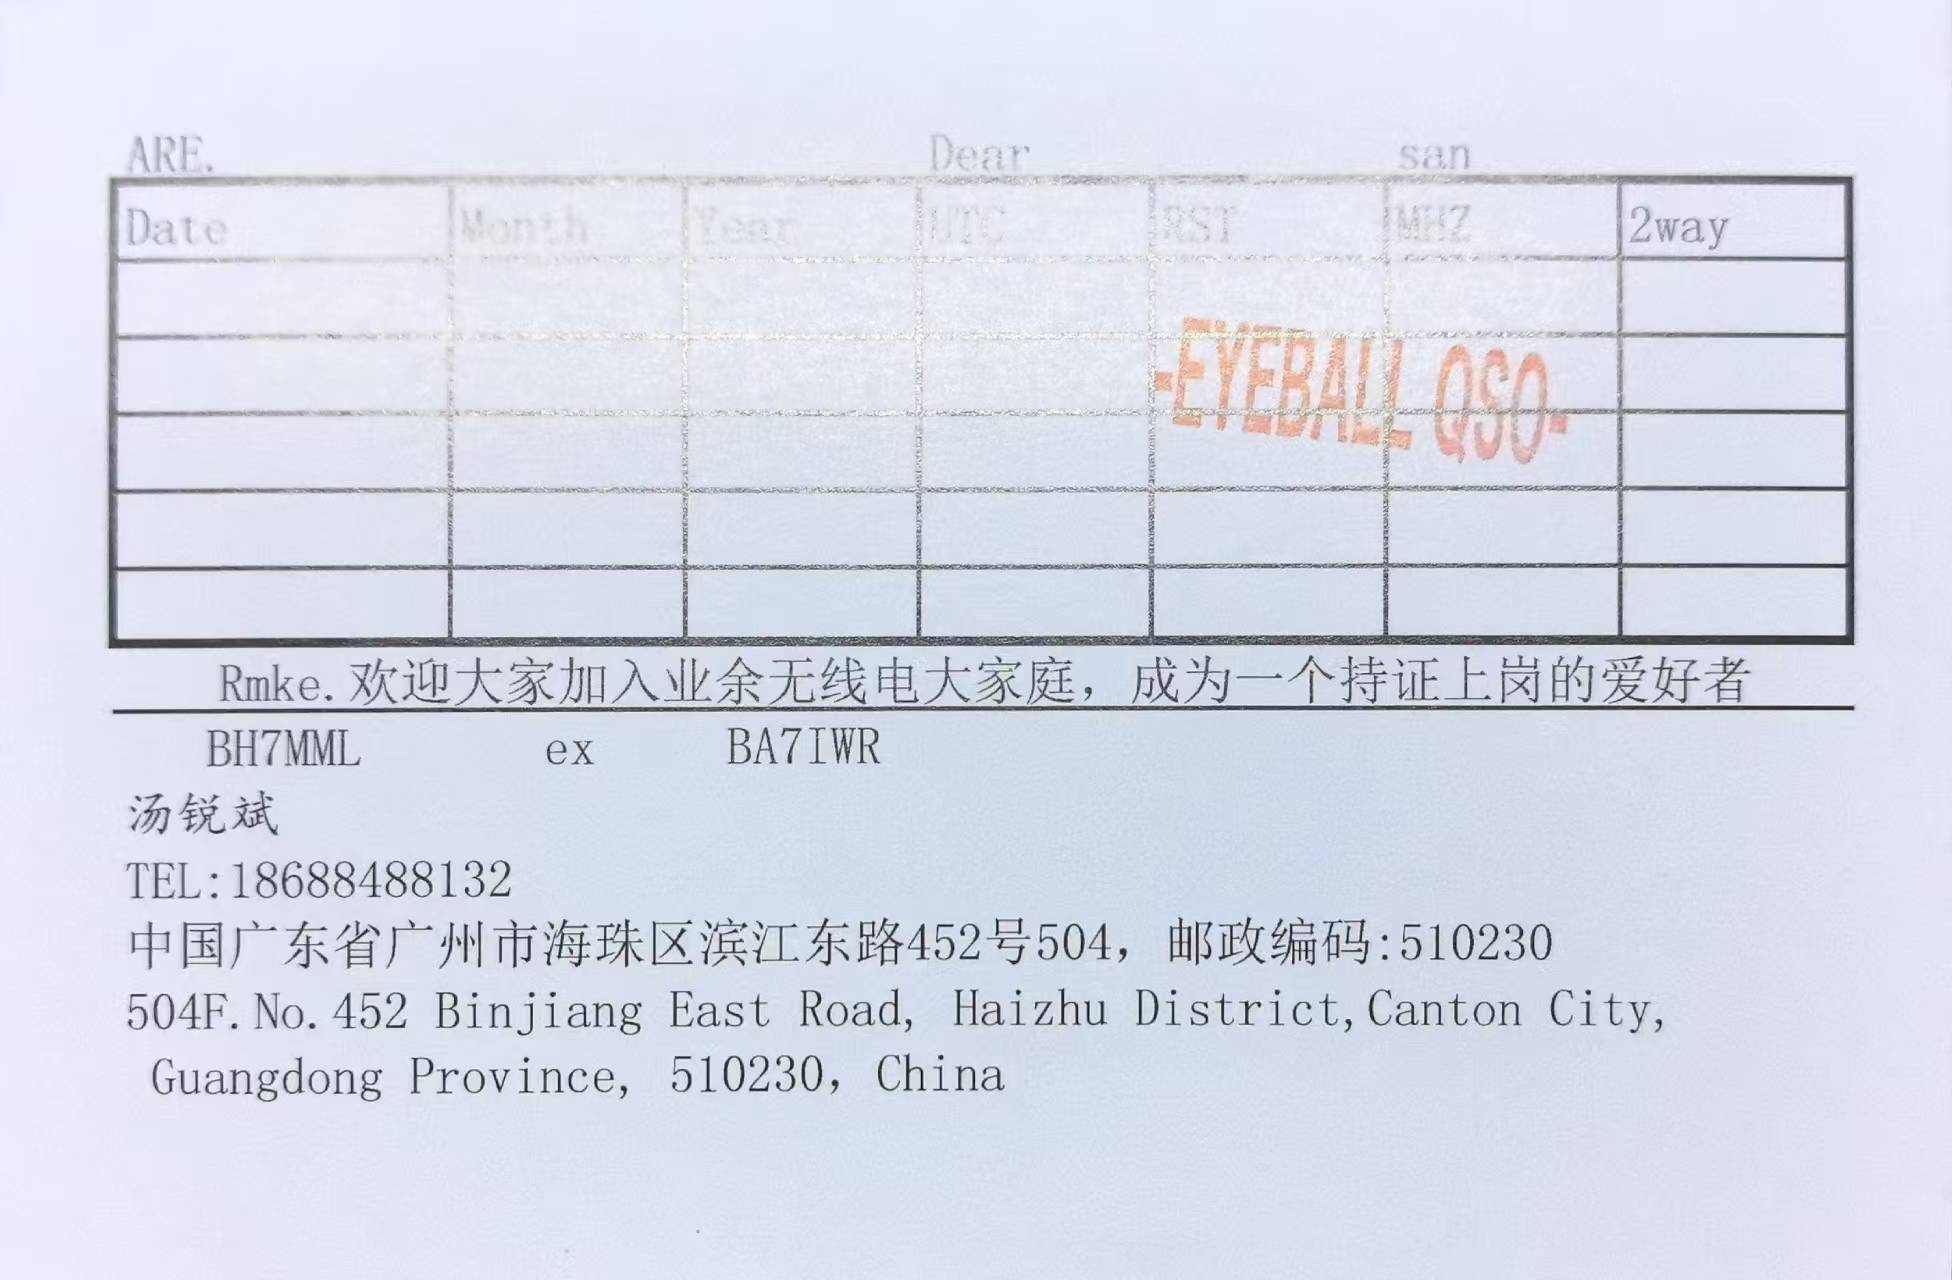 ARE. Dear san
Date Month Year UTC RST MHZ 2way
-EYEBALL QSO-
Rmke.欢迎大家加入业余无线电大家庭，成为一个持证上岗的爱好者
BH7MML ex BA7IWR
汤锐斌
TEL:18688488132
中国广东省广州市海珠区滨江东路452号504，邮政编码:510230
504F.No.452 Binjiang East Road, Haizhu District,Canton City,
Guangdong Province, 510230, China